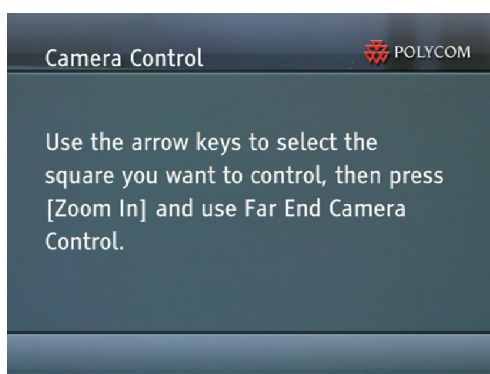 Camera Control
POLYCOM
Use the arrow keys to select the
square you want to control, then press
[Zoom In] and use Far End Camera
Control.